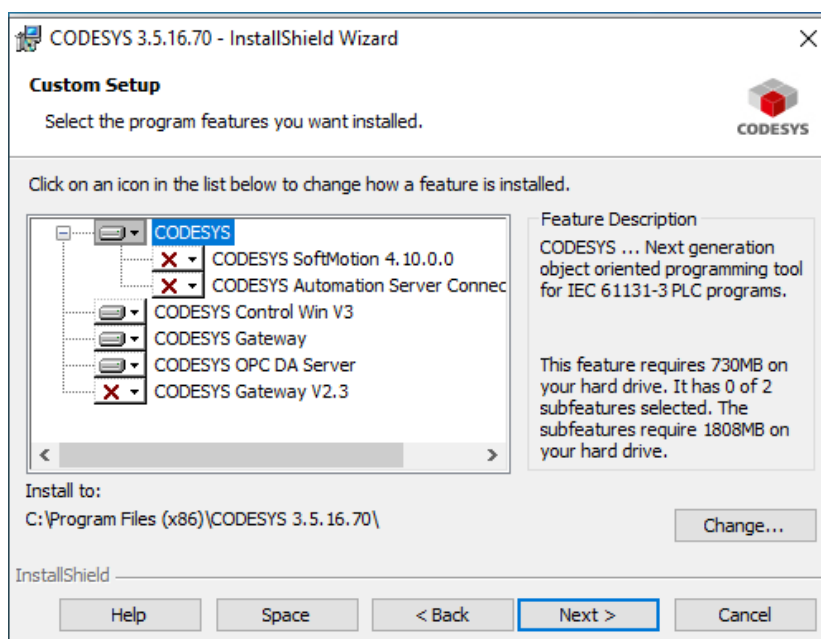 CODESYS 3.5.16.70 - InstallShield Wizard
Custom Setup
Select the program features you want installed.
CODESYS
Click on an icon in the list below to change how a feature is installed.
CODESYS
CODESYS SoftMotion 4.10.0.0
CODESYS Automation Server Connec
CODESYS Control Win V3
CODESYS Gateway
CODESYS OPC DA Server
CODESYS Gateway V2.3
Feature Description
CODESYS ... Next generation
object oriented programming tool
for IEC 61131-3 PLC programs.
This feature requires 730MB on
your hard drive. It has 0 of 2
subfeatures selected. The
subfeatures require 1808MB on
your hard drive.
Install to:
C:\Program Files (x86)\CODESYS 3.5.16.70\
Change...
InstallShield
Help
Space
< Back
Next >
Cancel